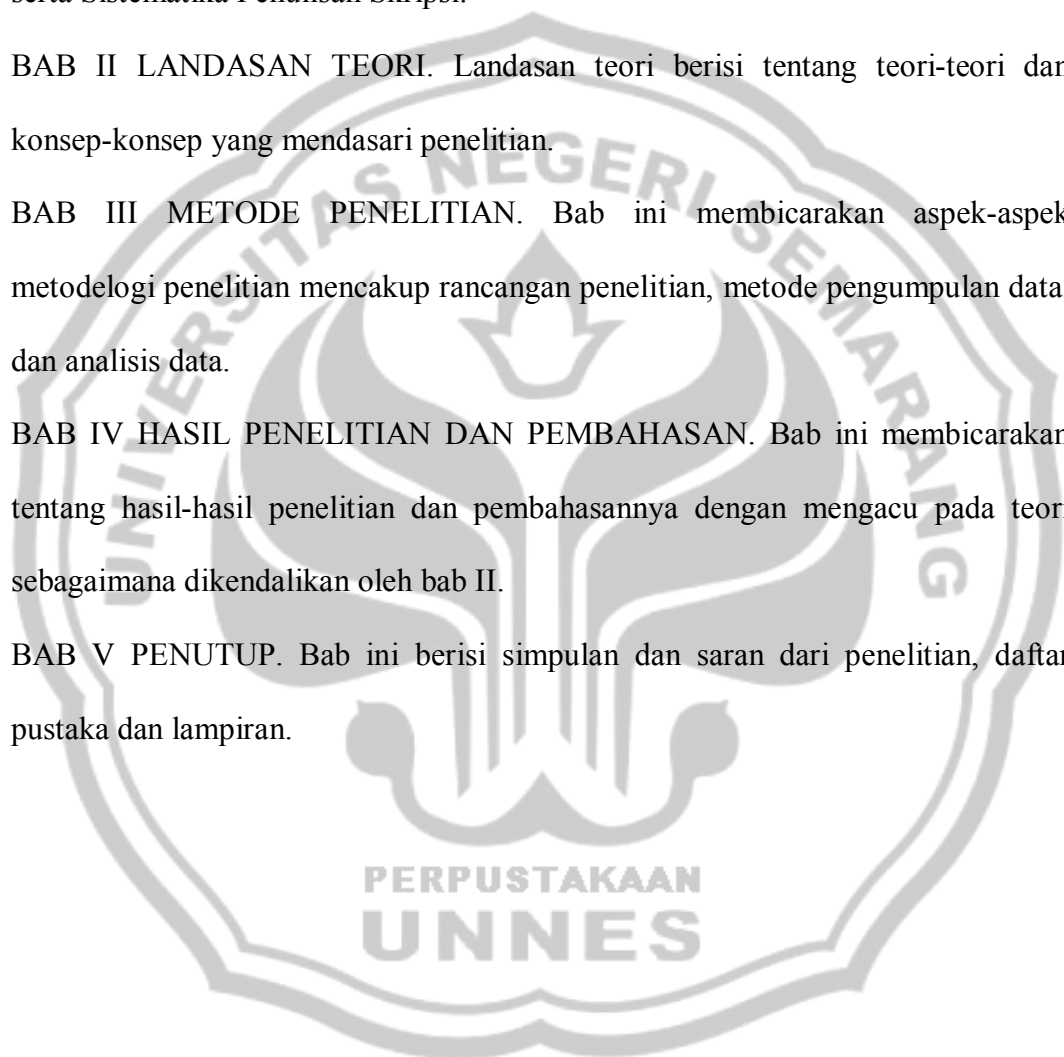 serta Sistematika Penulisan Skripsi.
BAB II LANDASAN TEORI. Landasan teori berisi tentang teori-teori dan
konsep-konsep yang mendasari penelitian.
BAB III METODE PENELITIAN. Bab ini membicarakan aspek-aspek
metodelogi penelitian mencakup rancangan penelitian, metode pengumpulan data
dan analisis data.
BAB IV HASIL PENELITIAN DAN PEMBAHASAN. Bab ini membicarakan
tentang hasil-hasil penelitian dan pembahasannya dengan mengacu pada teori
sebagaimana dikendalikan oleh bab II.
BAB V PENUTUP. Bab ini berisi simpulan dan saran dari penelitian, daftar
pustaka dan lampiran.
UNIVERSITAS NEGERI SEMARANG
PERPUSTAKAAN
UNNES